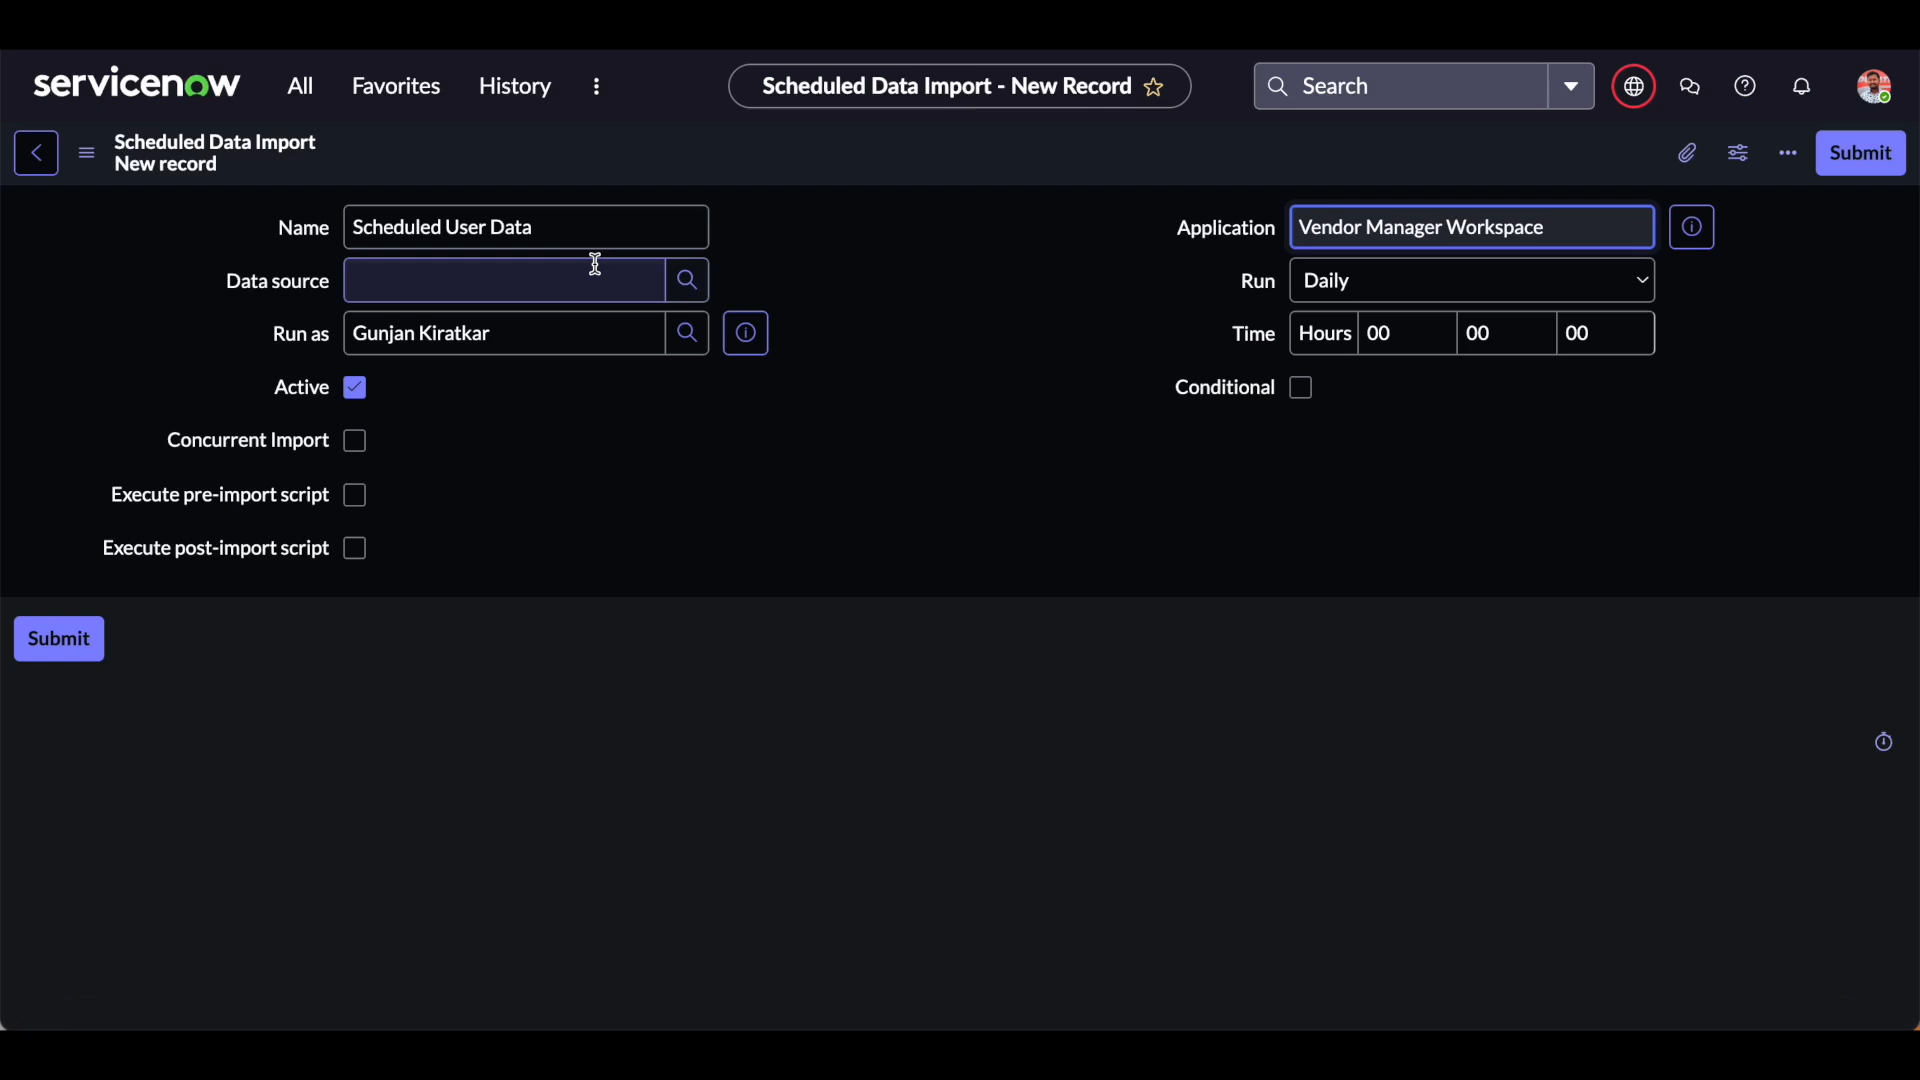 servicenow All Favorites History Scheduled Data Import - New Record Search
Scheduled Data Import
New record
Submit
Name Scheduled User Data
Application Vendor Manager Workspace
Data source
Run Daily
Run as Gunjan Kiratkar
Time Hours 00 00 00
Active
Conditional
Concurrent Import
Execute pre-import script
Execute post-import script
Submit